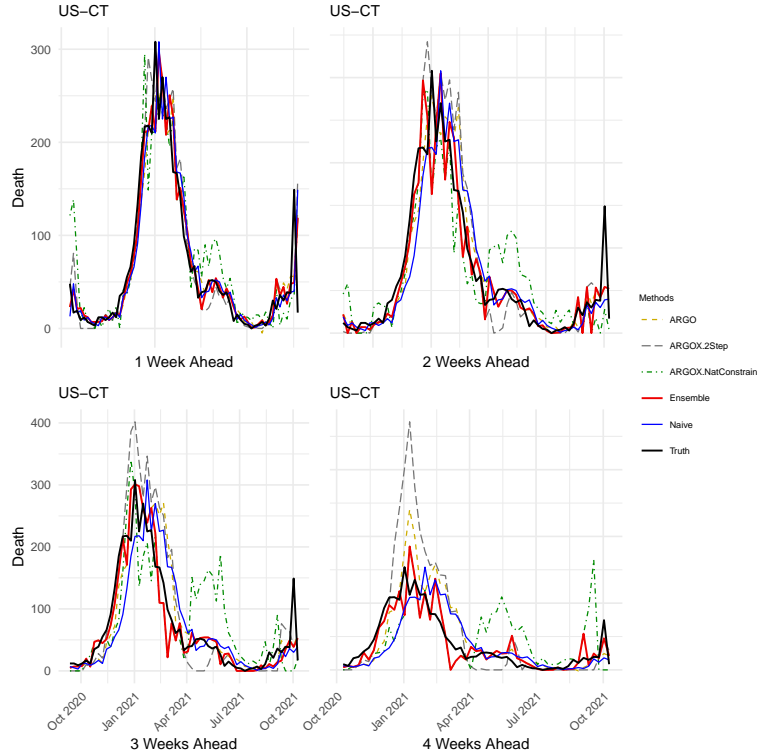 US−CT
US−CT
300
200
100
0
Death
1 Week Ahead
2 Weeks Ahead
Methods
ARGO
ARGOX.2Step
ARGOX.NatConstrain
Ensemble
Naive
Truth
US−CT
US−CT
400
300
200
100
0
Death
Oct 2020
Jan 2021
Apr 2021
Jul 2021
Oct 2021
Oct 2020
Jan 2021
Apr 2021
Jul 2021
Oct 2021
3 Weeks Ahead
4 Weeks Ahead